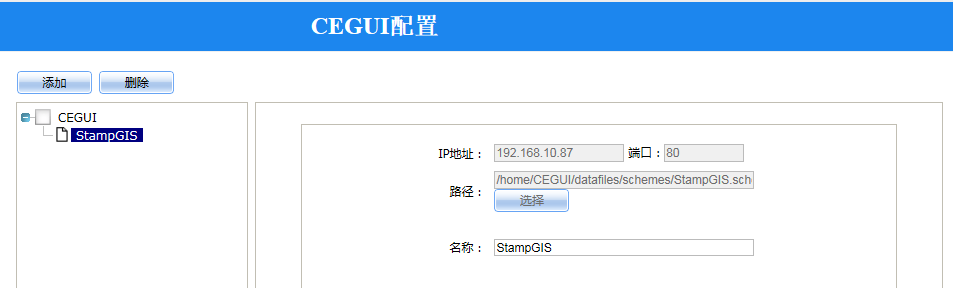 CEGUI配置
添加 删除
CEGUI
StampGIS
IP地址： 192.168.10.87 端口：80
路径： /home/CEGUI/datafiles/schemes/StampGIS.sch
选择
名称： StampGIS